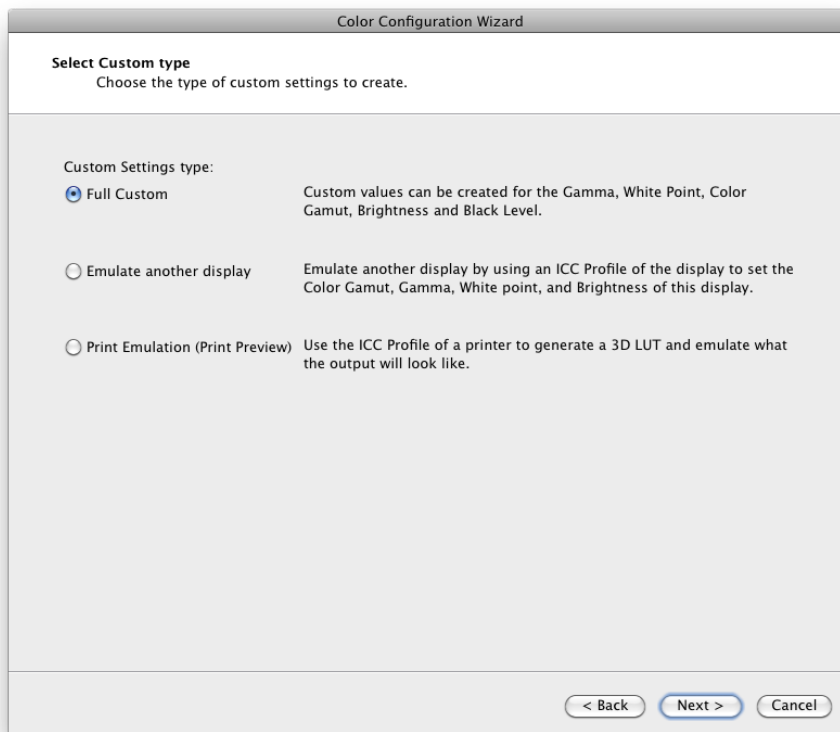 Color Configuration Wizard
Select Custom type
Choose the type of custom settings to create.
Custom Settings type:
Full Custom
Custom values can be created for the Gamma, White Point, Color
Gamut, Brightness and Black Level.
Emulate another display
Emulate another display by using an ICC Profile of the display to set the
Color Gamut, Gamma, White point, and Brightness of this display.
Print Emulation (Print Preview)
Use the ICC Profile of a printer to generate a 3D LUT and emulate what
the output will look like.
< Back
Next >
Cancel